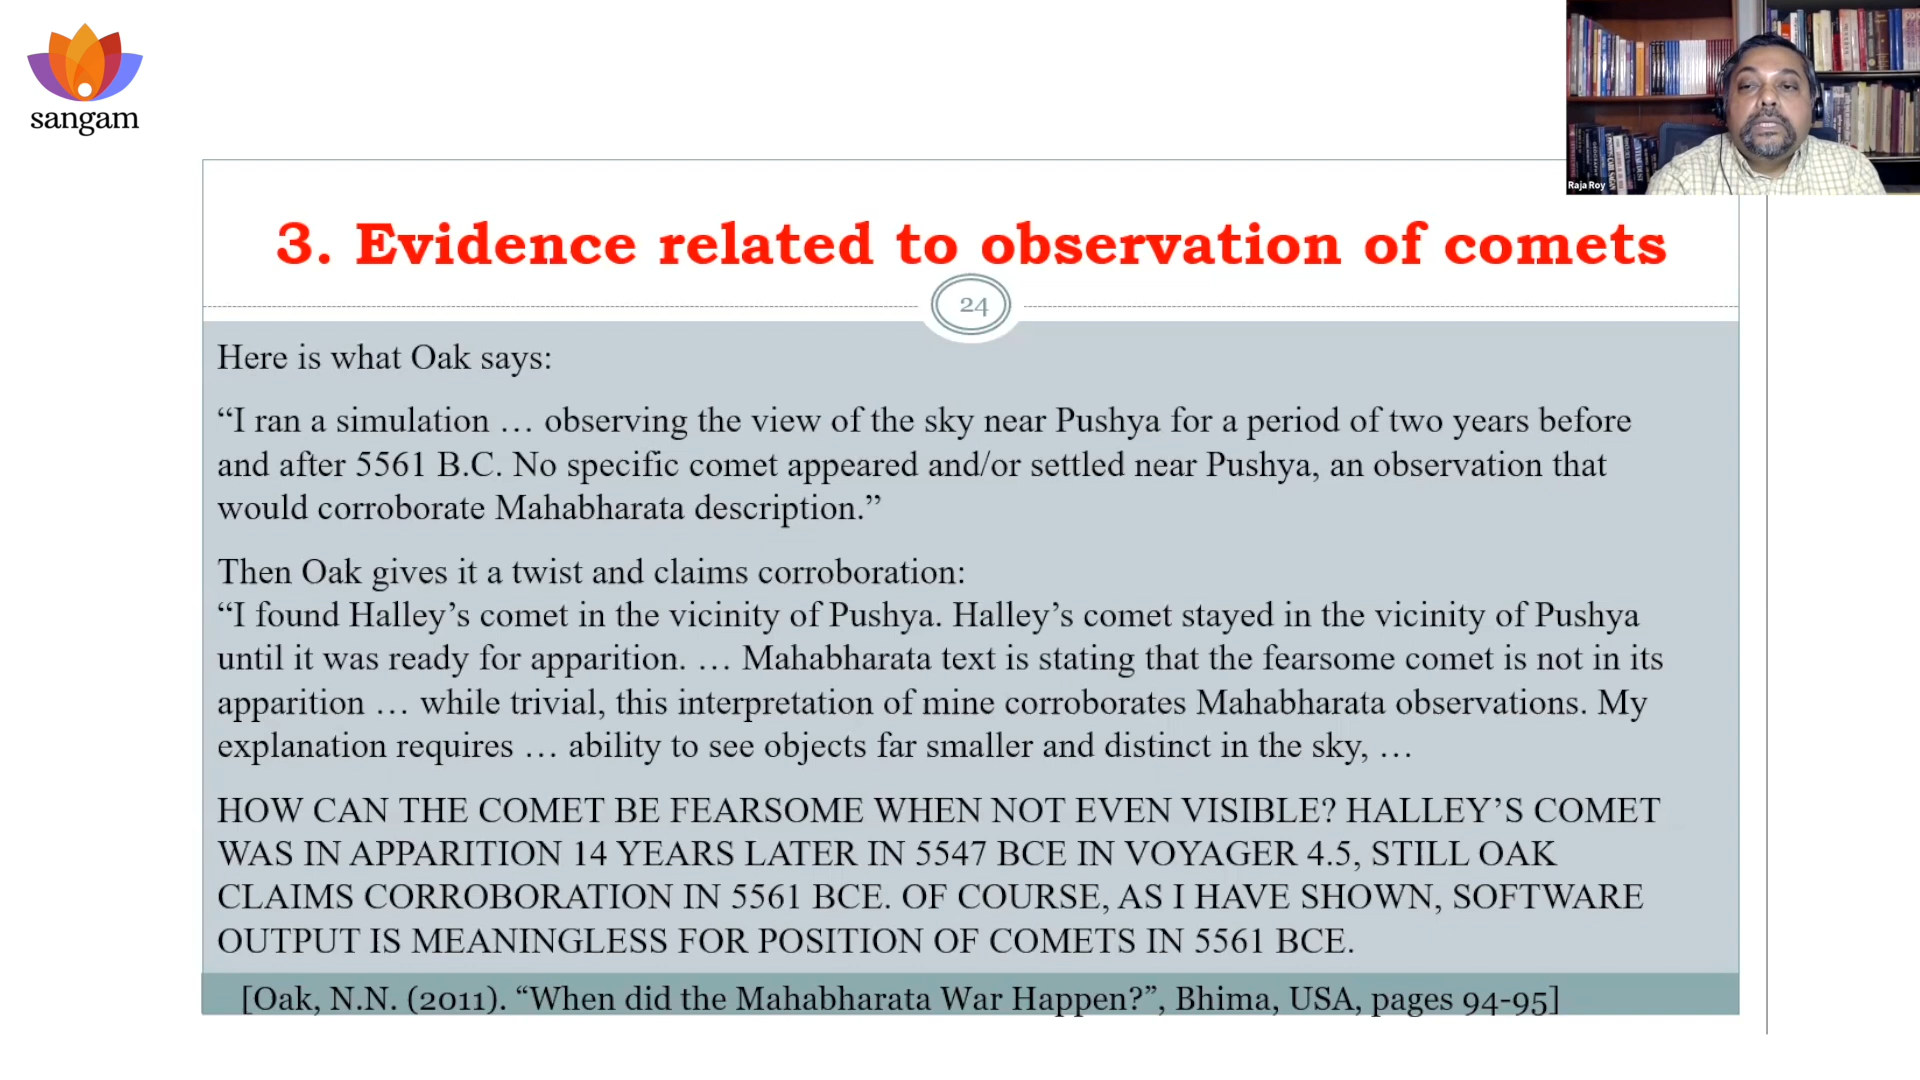 sangam
Raja Roy
3. Evidence related to observation of comets
24
Here is what Oak says:
“I ran a simulation … observing the view of the sky near Pushya for a period of two years before
and after 5561 B.C. No specific comet appeared and/or settled near Pushya, an observation that
would corroborate Mahabharata description.”
Then Oak gives it a twist and claims corroboration:
“I found Halley’s comet in the vicinity of Pushya. Halley’s comet stayed in the vicinity of Pushya
until it was ready for apparition. … Mahabharata text is stating that the fearsome comet is not in its
apparition … while trivial, this interpretation of mine corroborates Mahabharata observations. My
explanation requires … ability to see objects far smaller and distinct in the sky, …
HOW CAN THE COMET BE FEARSOME WHEN NOT EVEN VISIBLE? HALLEY’S COMET
WAS IN APPARITION 14 YEARS LATER IN 5547 BCE IN VOYAGER 4.5, STILL OAK
CLAIMS CORROBORATION IN 5561 BCE. OF COURSE, AS I HAVE SHOWN, SOFTWARE
OUTPUT IS MEANINGLESS FOR POSITION OF COMETS IN 5561 BCE.
[Oak, N.N. (2011). “When did the Mahabharata War Happen?”, Bhima, USA, pages 94-95]